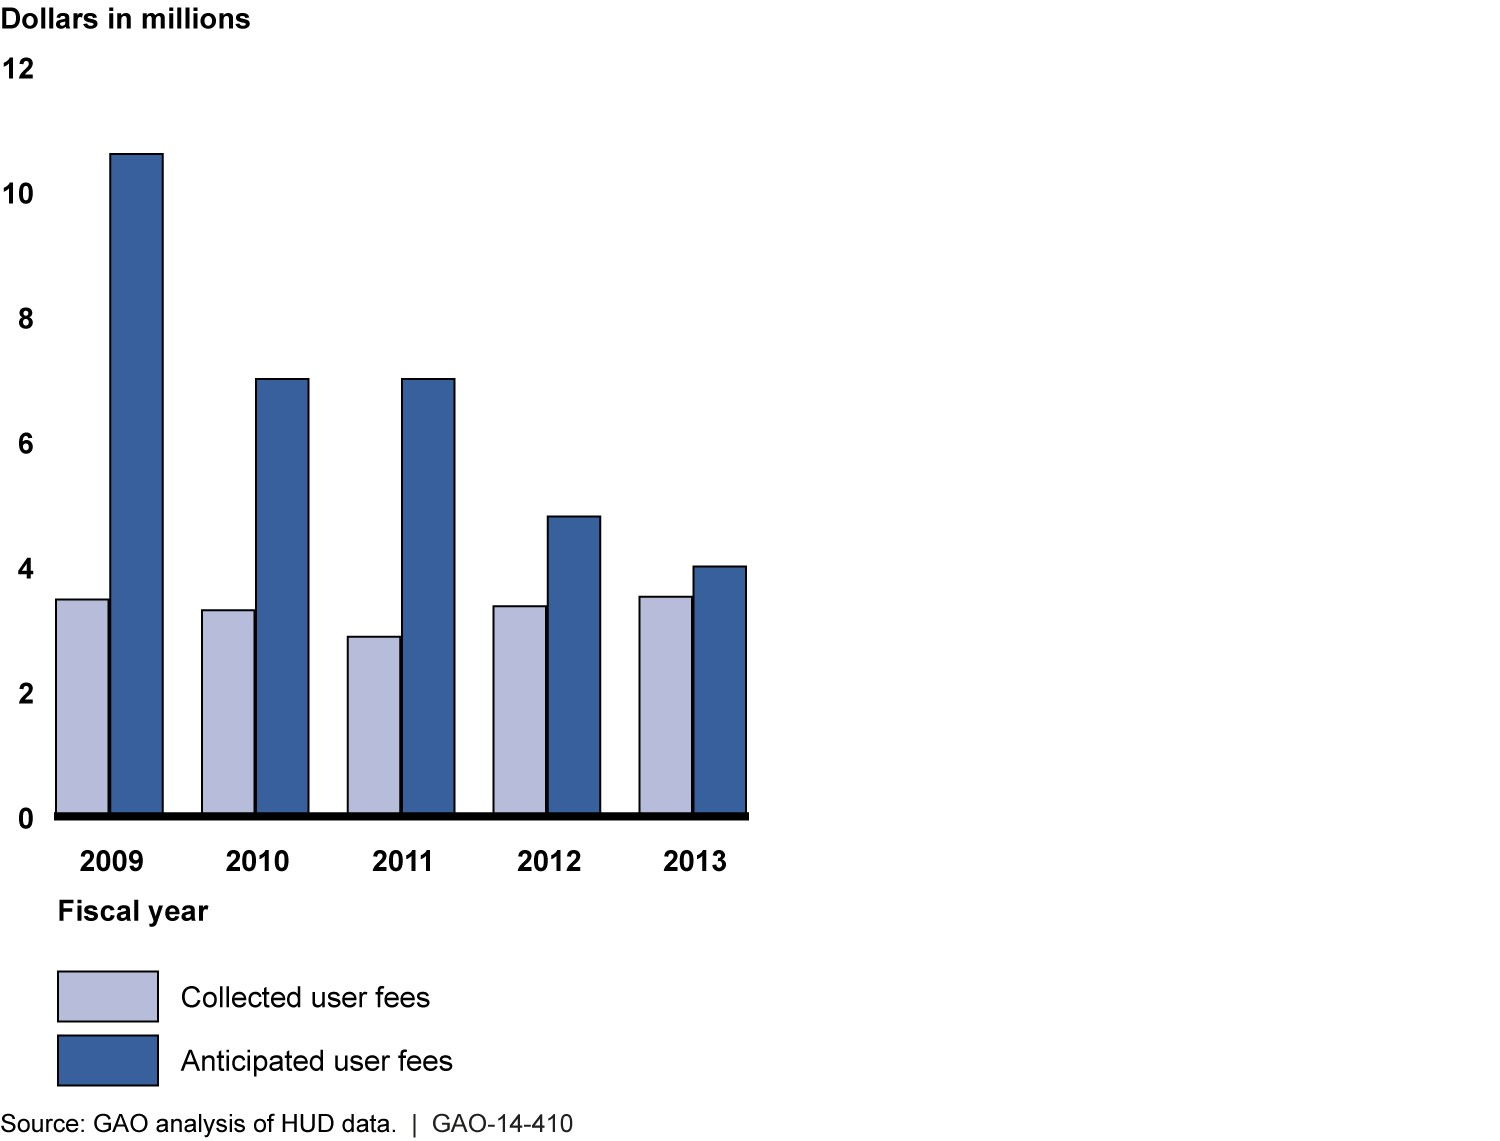 Dollars in millions
12
10
8
6
4
2
0
2009 2010 2011 2012 2013
Fiscal year
Collected user fees
Anticipated user fees
Source: GAO analysis of HUD data. | GAO-14-410